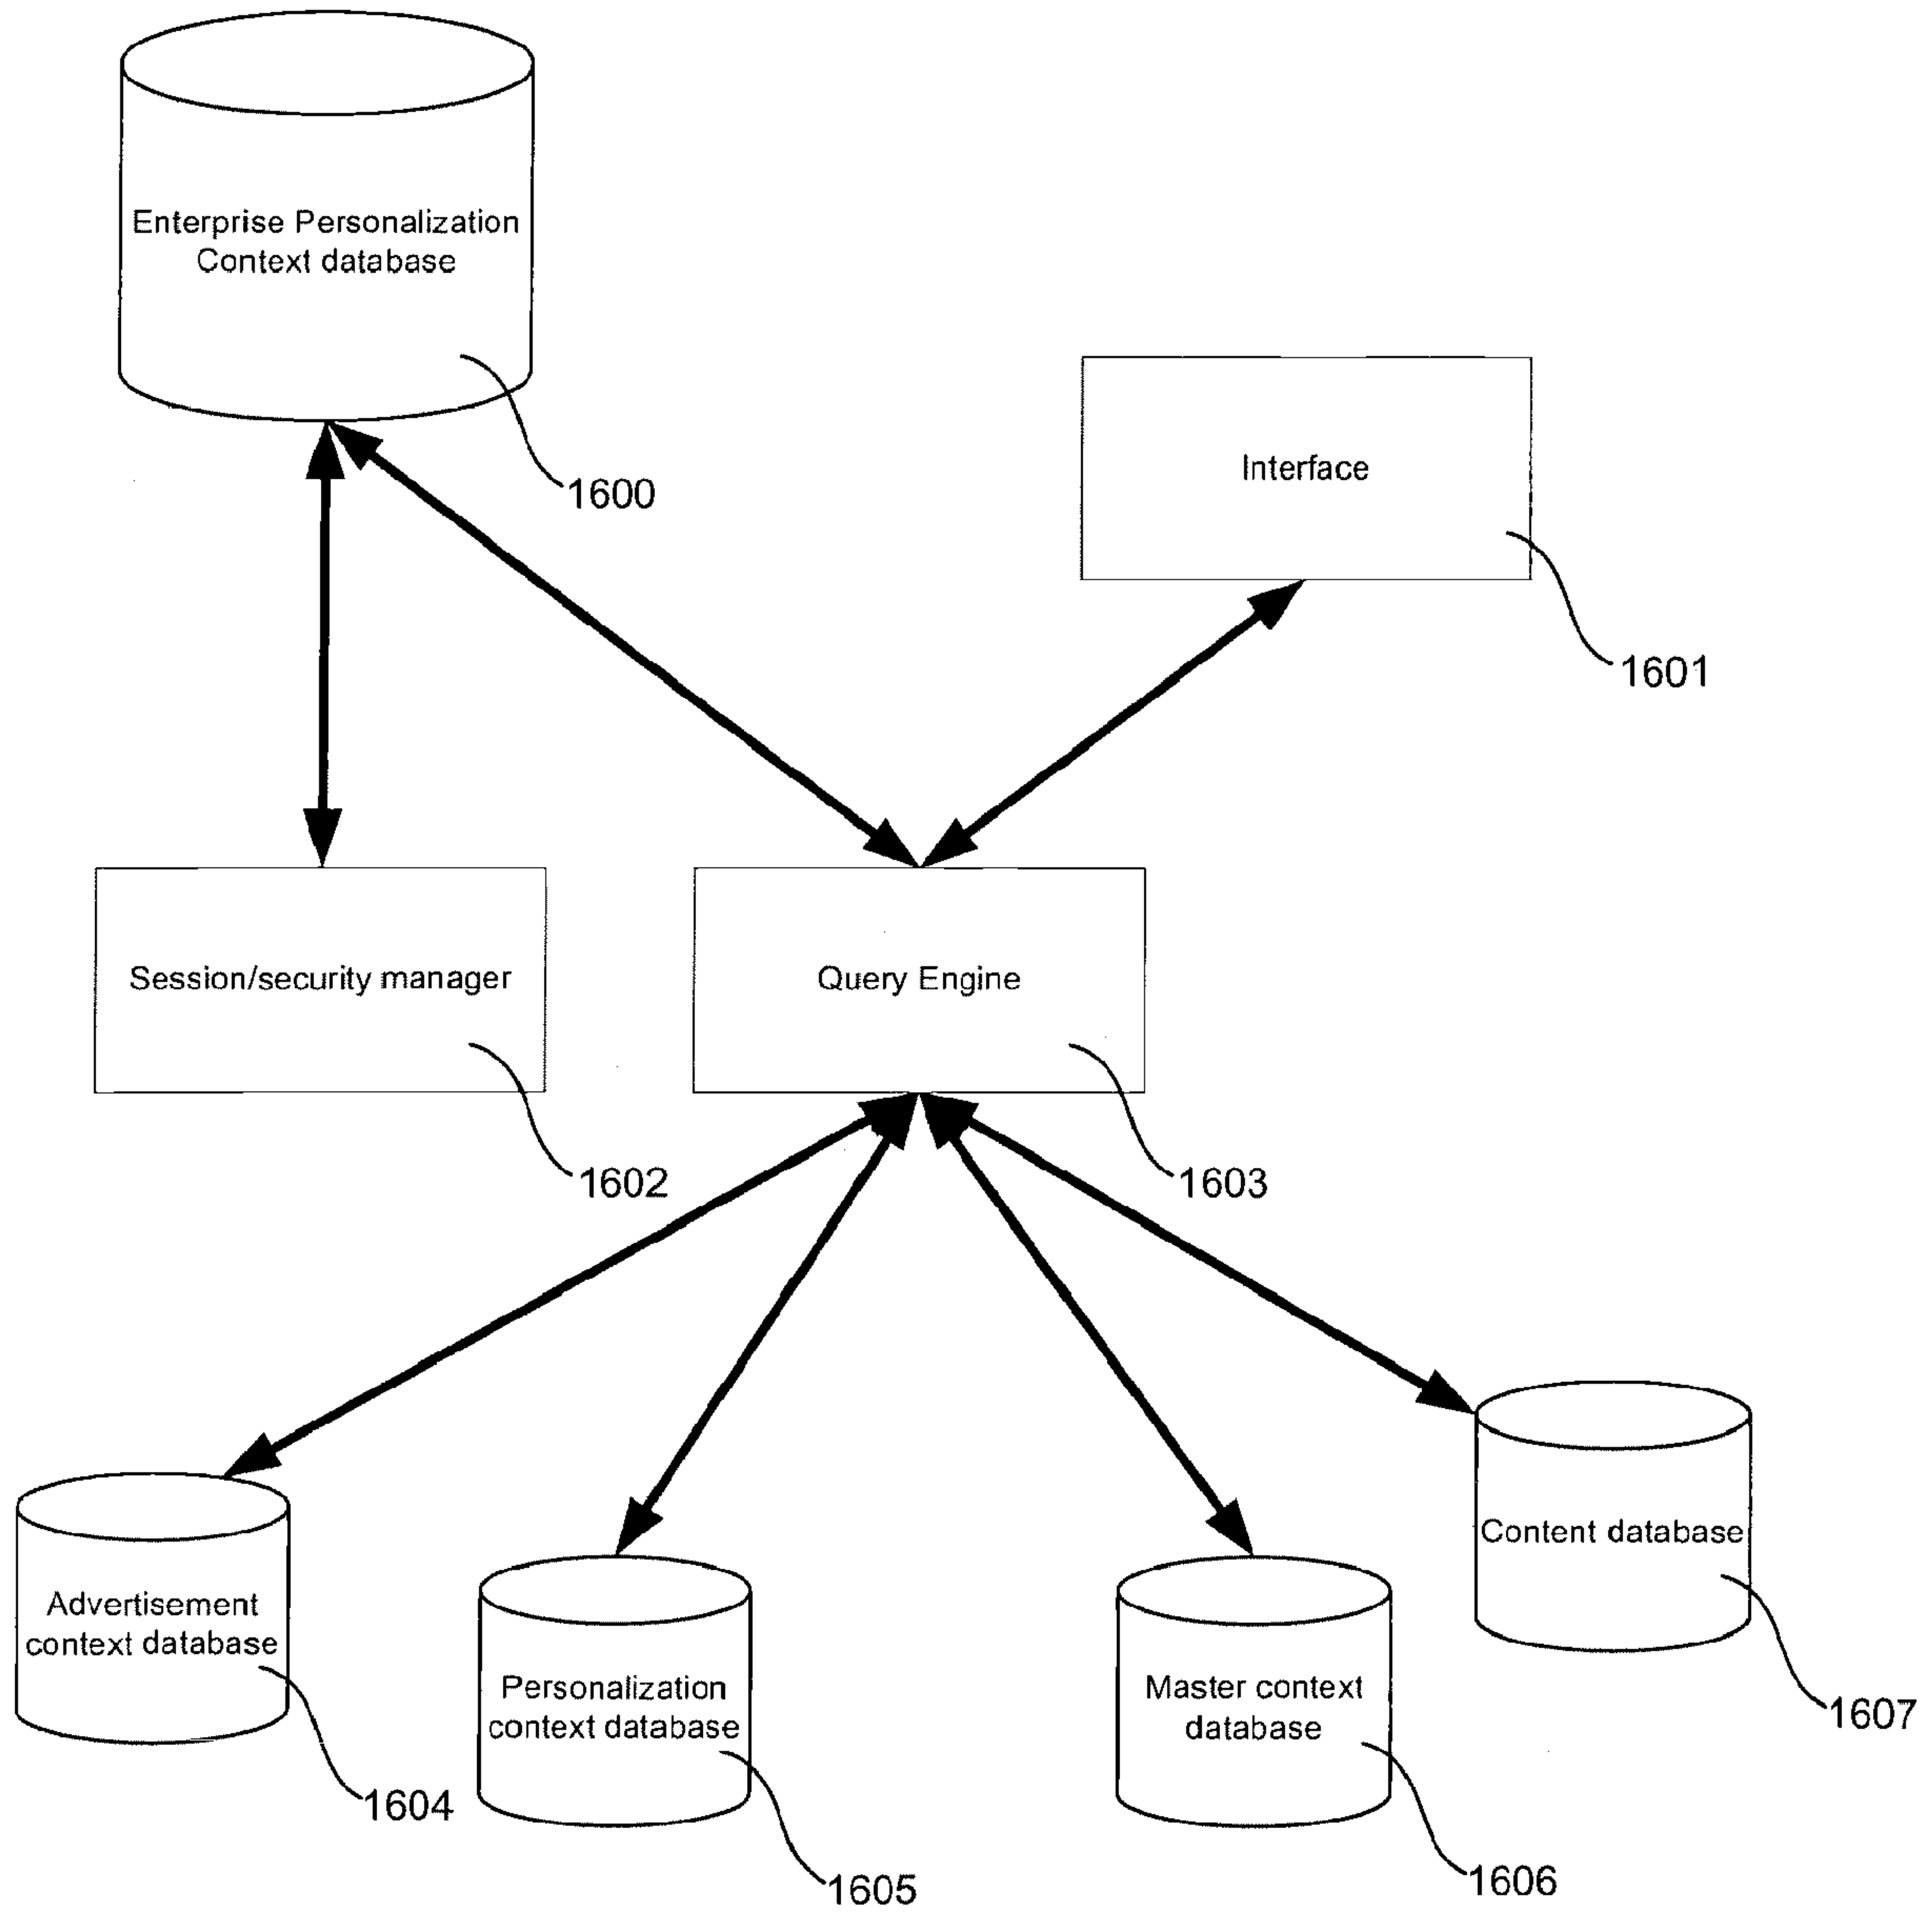 Enterprise Personalization
Context database
1600
Interface
1601
Session/security manager
1602
Query Engine
1603
Advertisement
context database
1604
Personalization
context database
1605
Master context
database
1606
Content database
1607